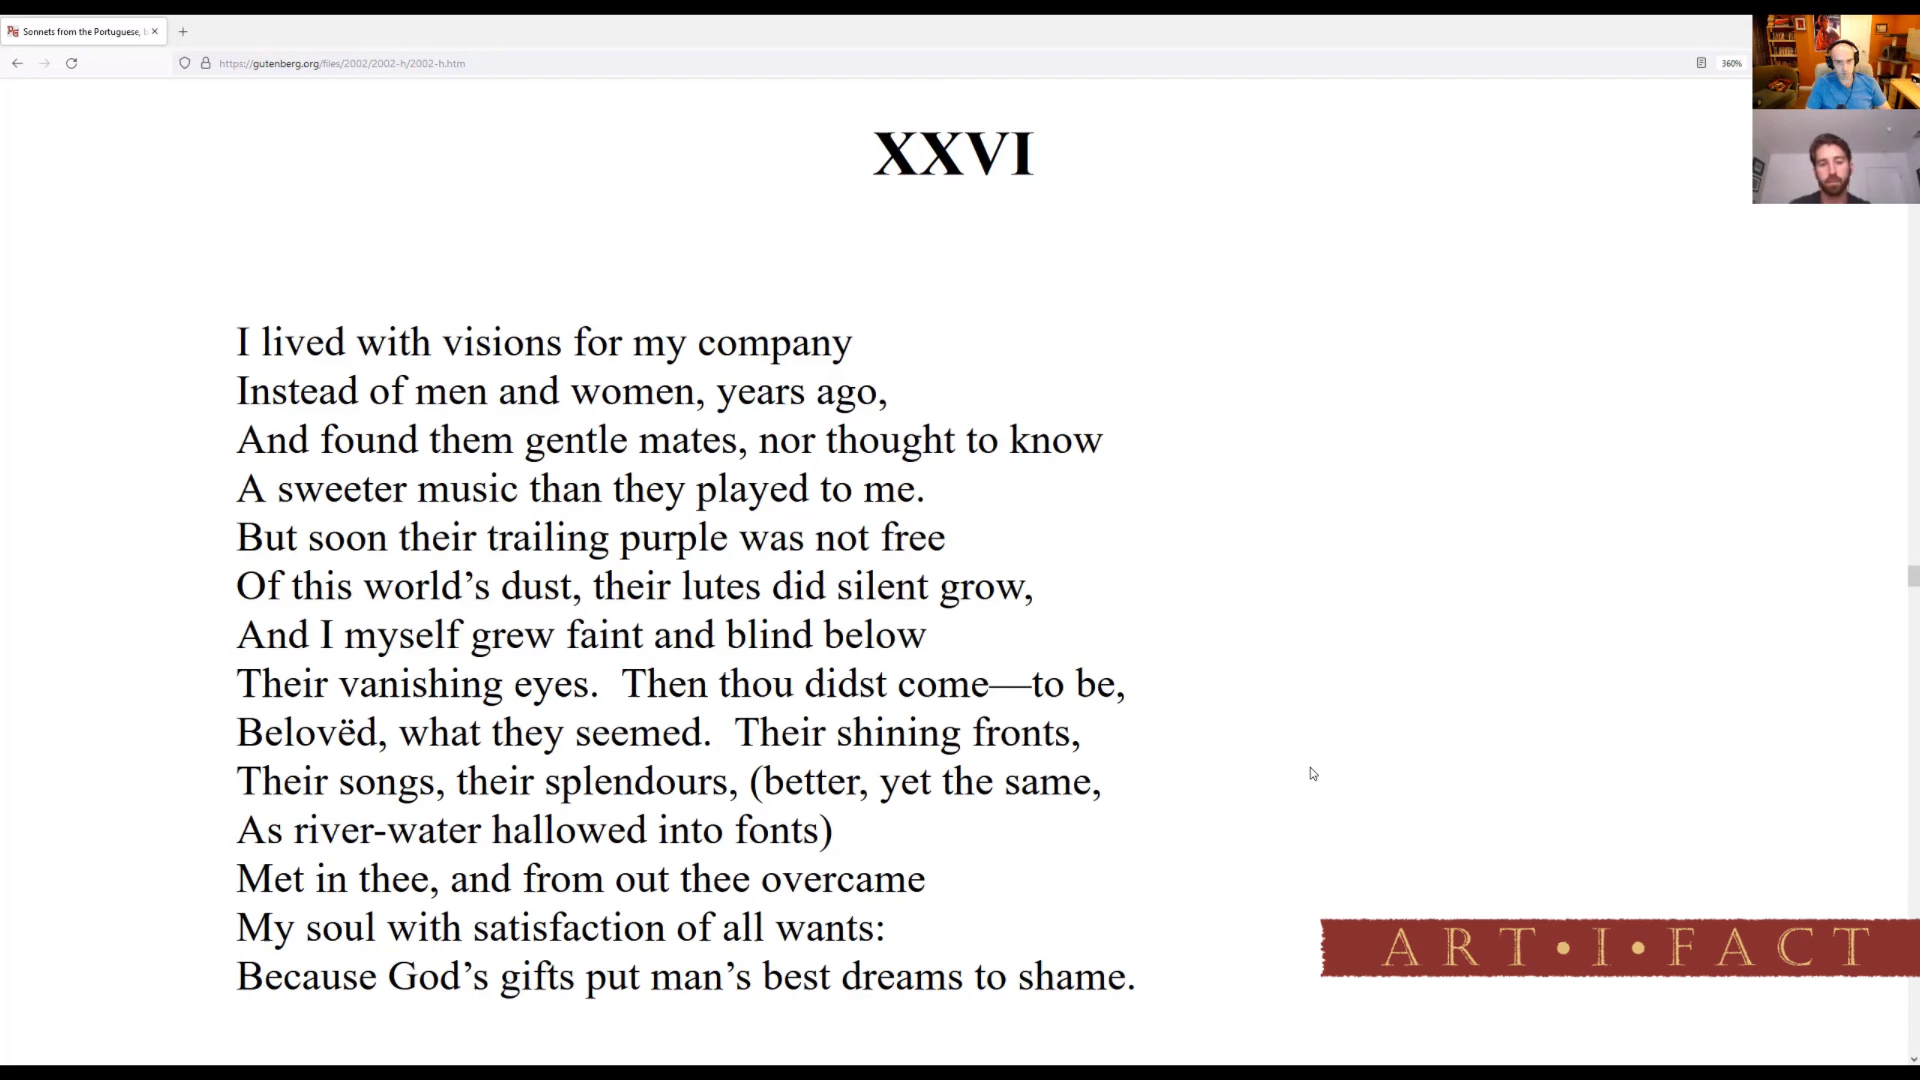 Sonnets from the Portuguese,
https://gutenberg.org/files/2002/2002-h/2002-h.htm
360%
XXVI
I lived with visions for my company
Instead of men and women, years ago,
And found them gentle mates, nor thought to know
A sweeter music than they played to me.
But soon their trailing purple was not free
Of this world’s dust, their lutes did silent grow,
And I myself grew faint and blind below
Their vanishing eyes.  Then thou didst come—to be,
Belovëd, what they seemed.  Their shining fronts,
Their songs, their splendours, (better, yet the same,
As river-water hallowed into fonts)
Met in thee, and from out thee overcame
My soul with satisfaction of all wants:
Because God’s gifts put man’s best dreams to shame.
ART•I•FACT